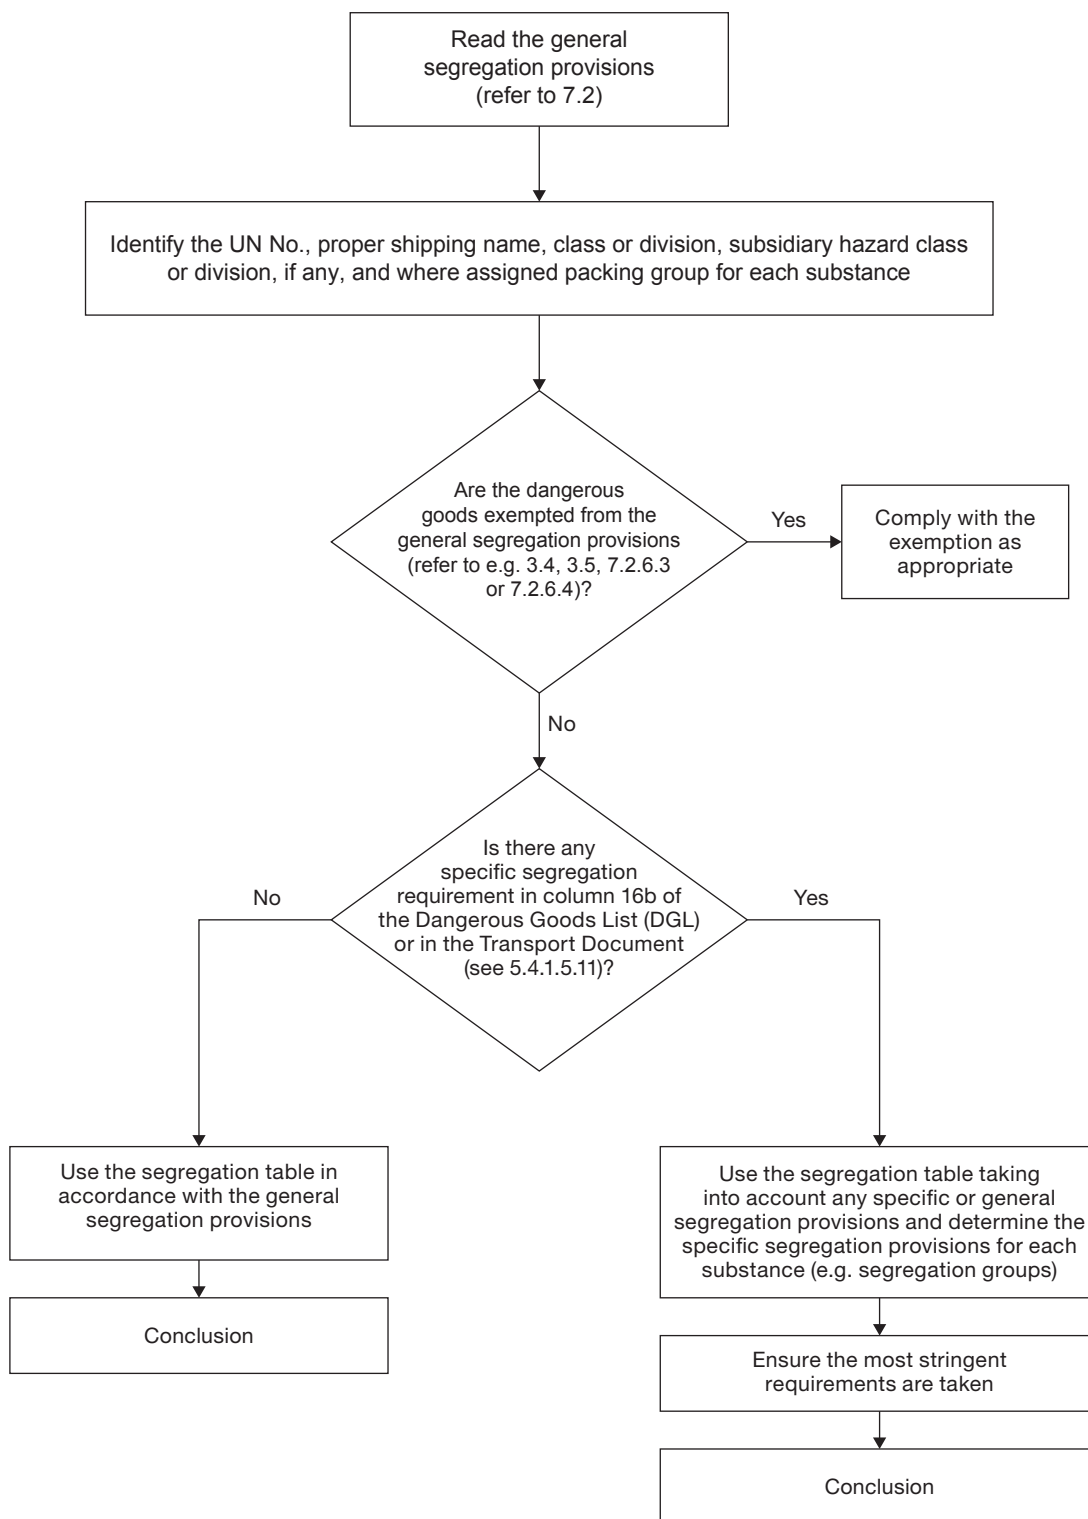 Read the general
segregation provisions
(refer to 7.2)
Identify the UN No., proper shipping name, class or division, subsidiary hazard class
or division, if any, and where assigned packing group for each substance
Are the dangerous
goods exempted from the
general segregation provisions
(refer to e.g. 3.4, 3.5, 7.2.6.3
or 7.2.6.4)?
Yes
Comply with the
exemption as
appropriate
No
Is there any
specific segregation
requirement in column 16b of
the Dangerous Goods List (DGL)
or in the Transport Document
(see 5.4.1.5.11)?
No
Yes
Use the segregation table in
accordance with the general
segregation provisions
Conclusion
Use the segregation table taking
into account any specific or general
segregation provisions and determine the
specific segregation provisions for each
substance (e.g. segregation groups)
Ensure the most stringent
requirements are taken
Conclusion